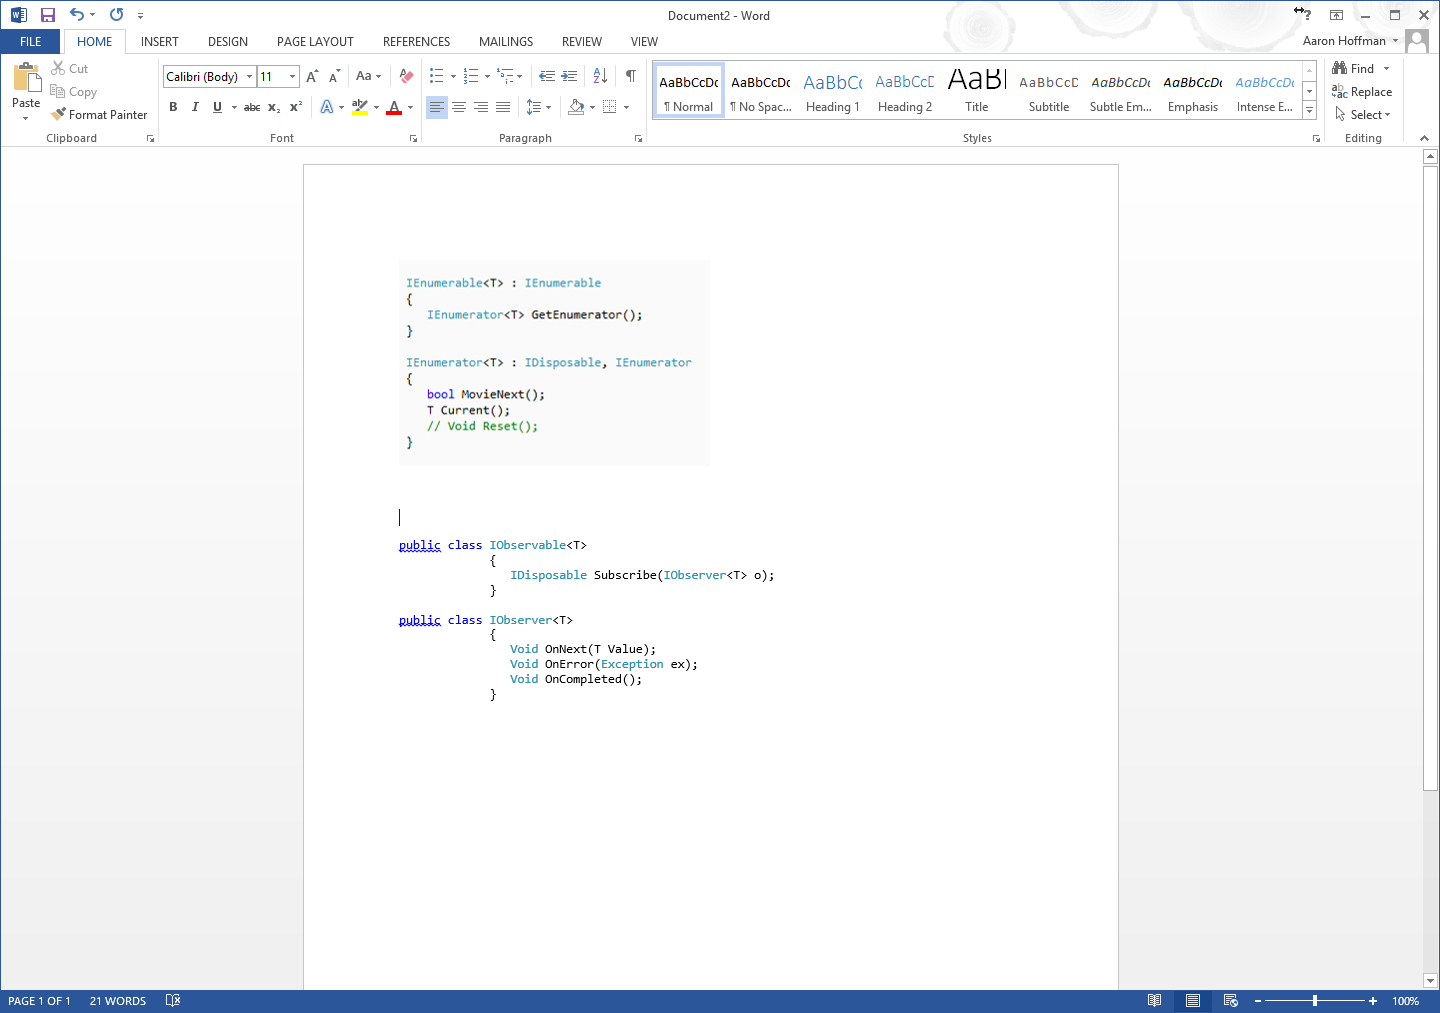 Document2 - Word
?
FILE HOME INSERT DESIGN PAGE LAYOUT REFERENCES MAILINGS REVIEW VIEW
Aaron Hoffman
Paste
Cut
Copy
Format Painter
Clipboard
Calibri (Body) 11
B I U abc X₂ X²
Font
Paragraph
AaBbCcDc AaBbCcDc AaBbCc AaBbCcD AaBl AaBbCcD AaBbCcDc AaBbCcDc AaBbCcDc
¶ Normal ¶ No Spac... Heading 1 Heading 2 Title Subtitle Subtle Em... Emphasis Intense E...
Styles
Find
Replace
Select
Editing
IEnumerable<T> : IEnumerable
{
IEnumerator<T> GetEnumerator();
}
IEnumerator<T> : IDisposable, IEnumerator
{
bool MovieNext();
T Current();
// Void Reset();
}
public class IObservable<T>
{
IDisposable Subscribe(IObserver<T> o);
}
public class IObserver<T>
{
Void OnNext(T Value);
Void OnError(Exception ex);
Void OnCompleted();
}
PAGE 1 OF 1 21 WORDS
100%